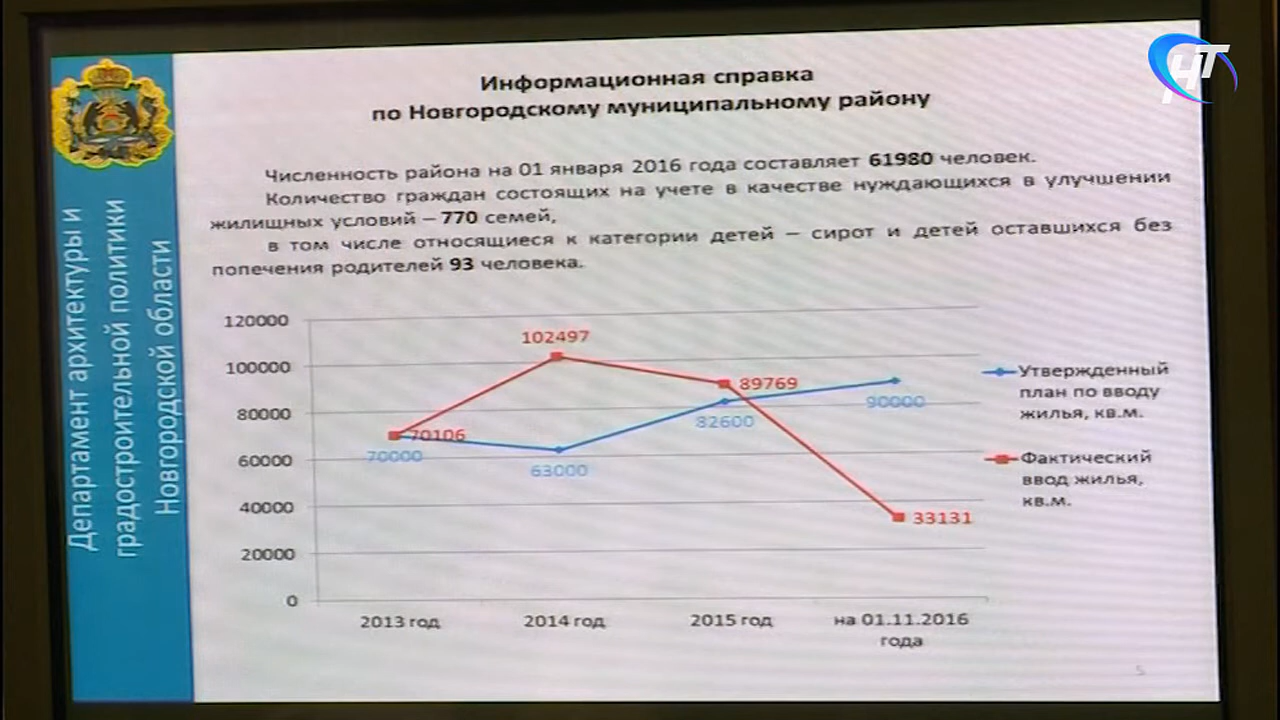 НТ
Департамент архитектуры и
градостроительной политики
Новгородской области
Информационная справка
по Новгородскому муниципальному району
Численность района на 01 января 2016 года составляет 61980 человек.
Количество граждан состоящих на учете в качестве нуждающихся в улучшении
жилищных условий – 770 семей,
в том числе относящиеся к категории детей – сирот и детей оставшихся без
попечения родителей 93 человека.
120000
100000
80000
60000
40000
20000
0
102497
89769
70106
70000
63000
82600
90000
33131
2013 год
2014 год
2015 год
на 01.11.2016
года
Утвержденный
план по вводу
жилья, кв.м.
Фактический
ввод жилья,
кв.м.
5